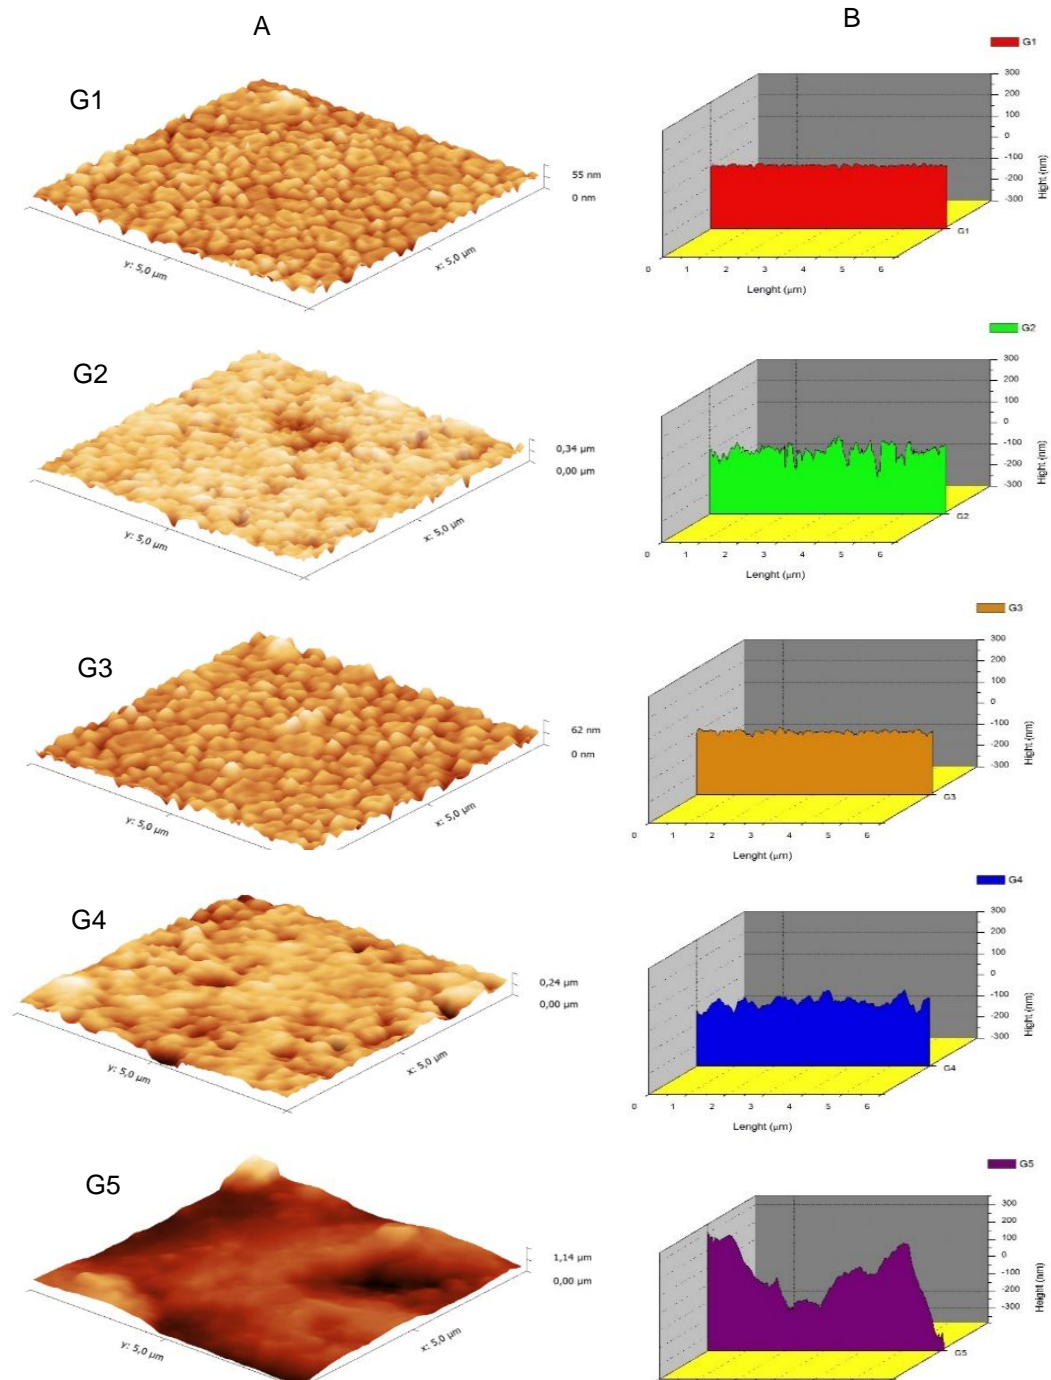 A
B
G1
55 nm
0 nm
y: 5,0 µm
x: 5,0 µm
G1
300
200
100
0
-100
-200
-300
Hight (nm)
G1
0 1 2 3 4 5 6
Lenght (µm)
G2
0,34 µm
0,00 µm
y: 5,0 µm
x: 5,0 µm
G2
300
200
100
0
-100
-200
-300
Hight (nm)
G2
0 1 2 3 4 5 6
Lenght (µm)
G3
62 nm
0 nm
y: 5,0 µm
x: 5,0 µm
G3
300
200
100
0
-100
-200
-300
Hight (nm)
G3
0 1 2 3 4 5 6
Lenght (µm)
G4
0,24 µm
0,00 µm
y: 5,0 µm
x: 5,0 µm
G4
300
200
100
0
-100
-200
-300
Hight (nm)
G4
0 1 2 3 4 5 6
Lenght (µm)
G5
1,14 µm
0,00 µm
y: 5,0 µm
x: 5,0 µm
G5
300
200
100
0
-100
-200
-300
Height (nm)
G5